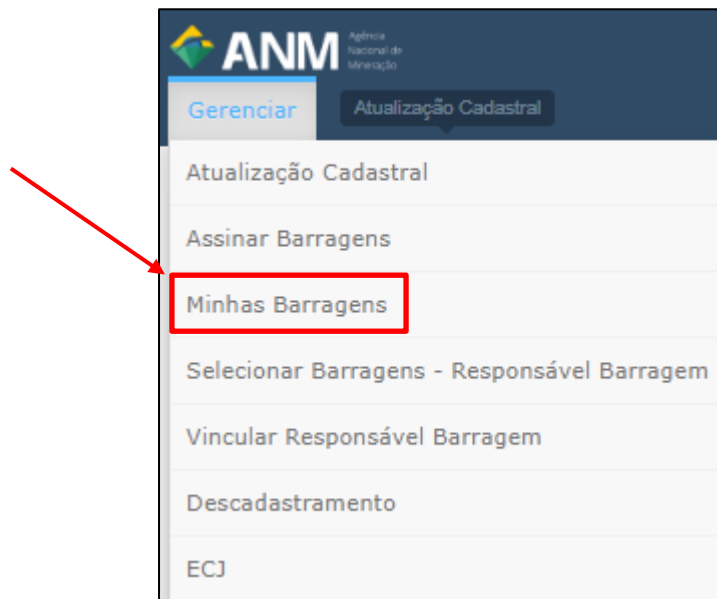 ANM
Agência
Nacional de
Mineração
Gerenciar
Atualização Cadastral
Atualização Cadastral
Assinar Barragens
Minhas Barragens
Selecionar Barragens - Responsável Barragem
Vincular Responsável Barragem
Descadastramento
ECJ